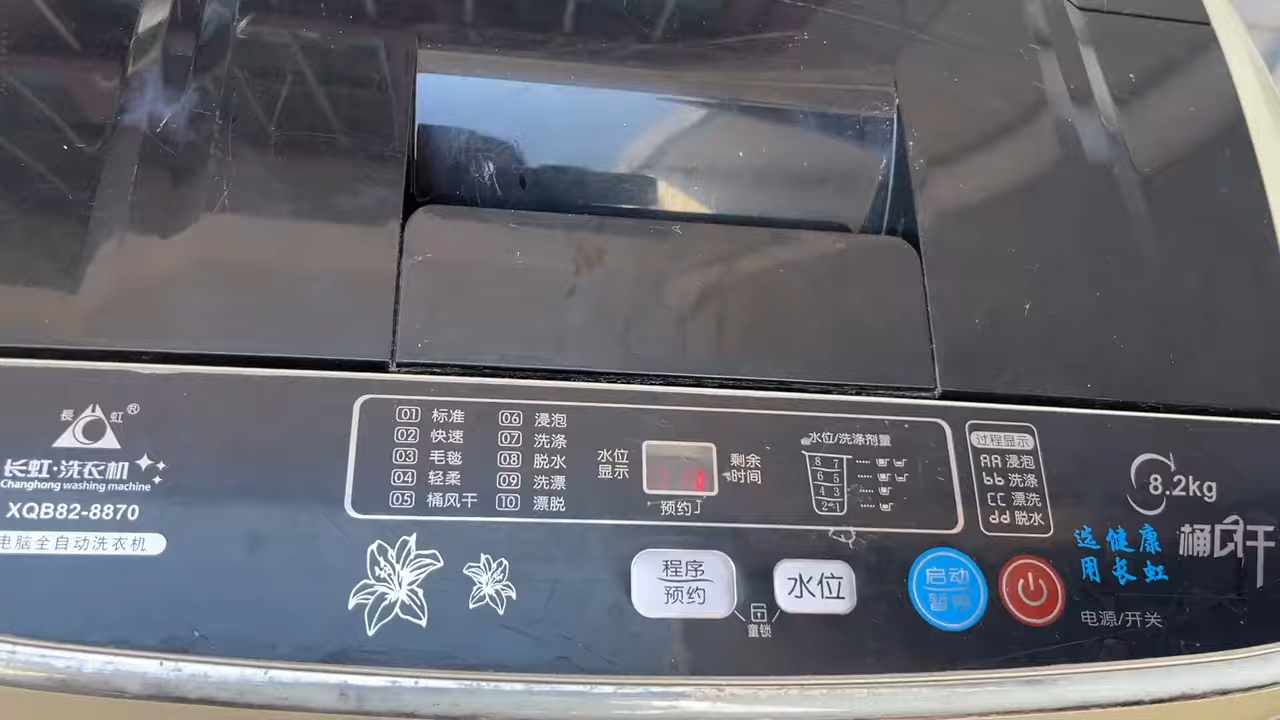 長 虹 ®
长虹·洗衣机
Changhong washing machine
XQB82-8870
电脑全自动洗衣机
01 标准
02 快速
03 毛毯
04 轻柔
05 桶风干
06 浸泡
07 洗涤
08 脱水
09 洗漂
10 漂脱
水位
显示
剩余
时间
预约
水位/洗涤剂量
8 7
6 5
4 3
2 1
过程显示
AA 浸泡
bb 洗涤
CC 漂洗
dd 脱水
8.2kg
选健康
用长虹
桶风干
程序
预约
水位
童锁
启动
暂停
电源/开关